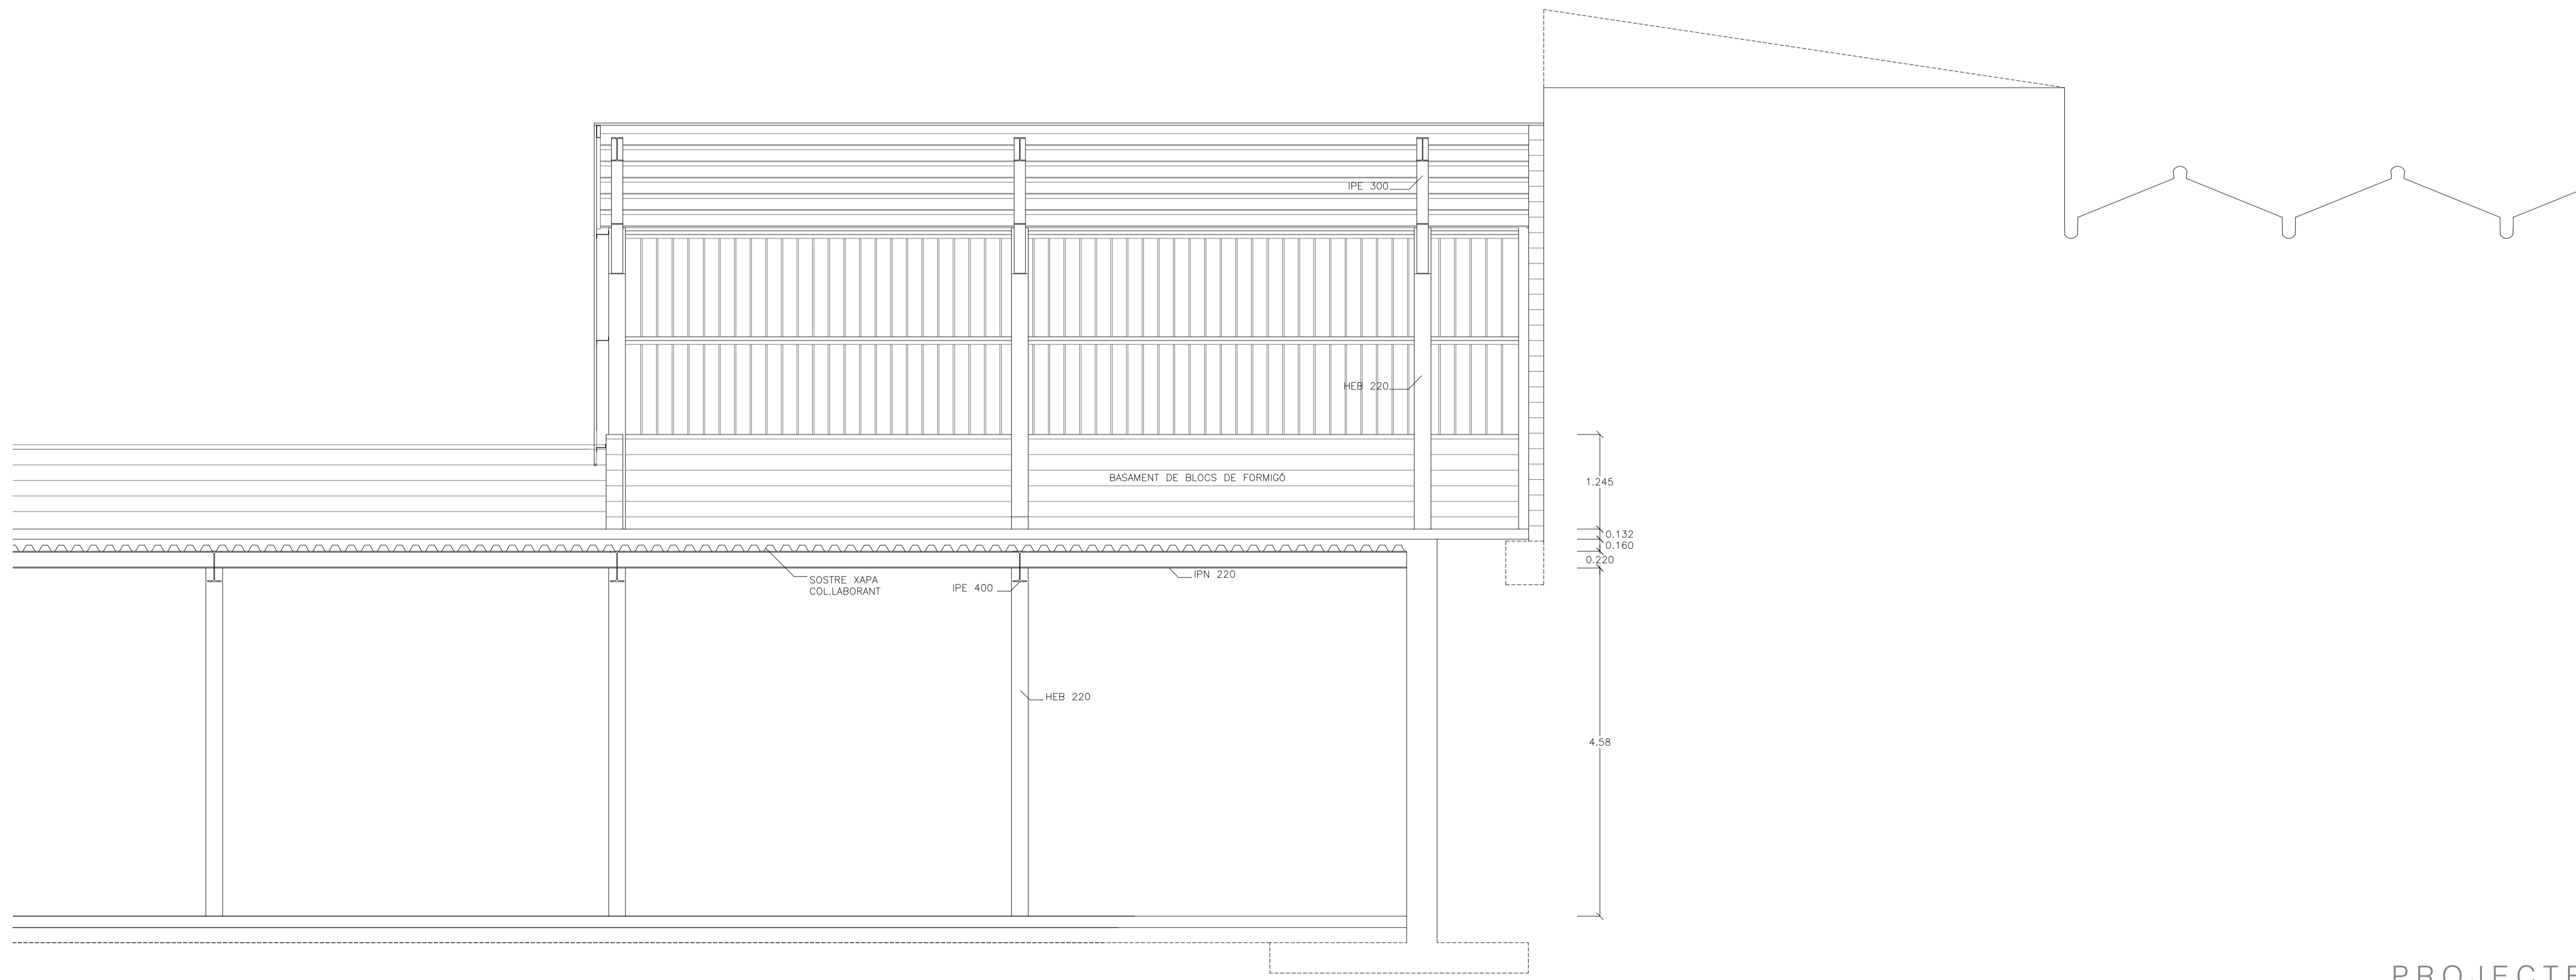 IPE 300
HEB 220
BASAMENT DE BLOCS DE FORMIGÓ
1.245
0.132
0.160
0.220
SOSTRE XAPA
COL.LABORANT
IPE 400
IPN 220
HEB 220
4.58